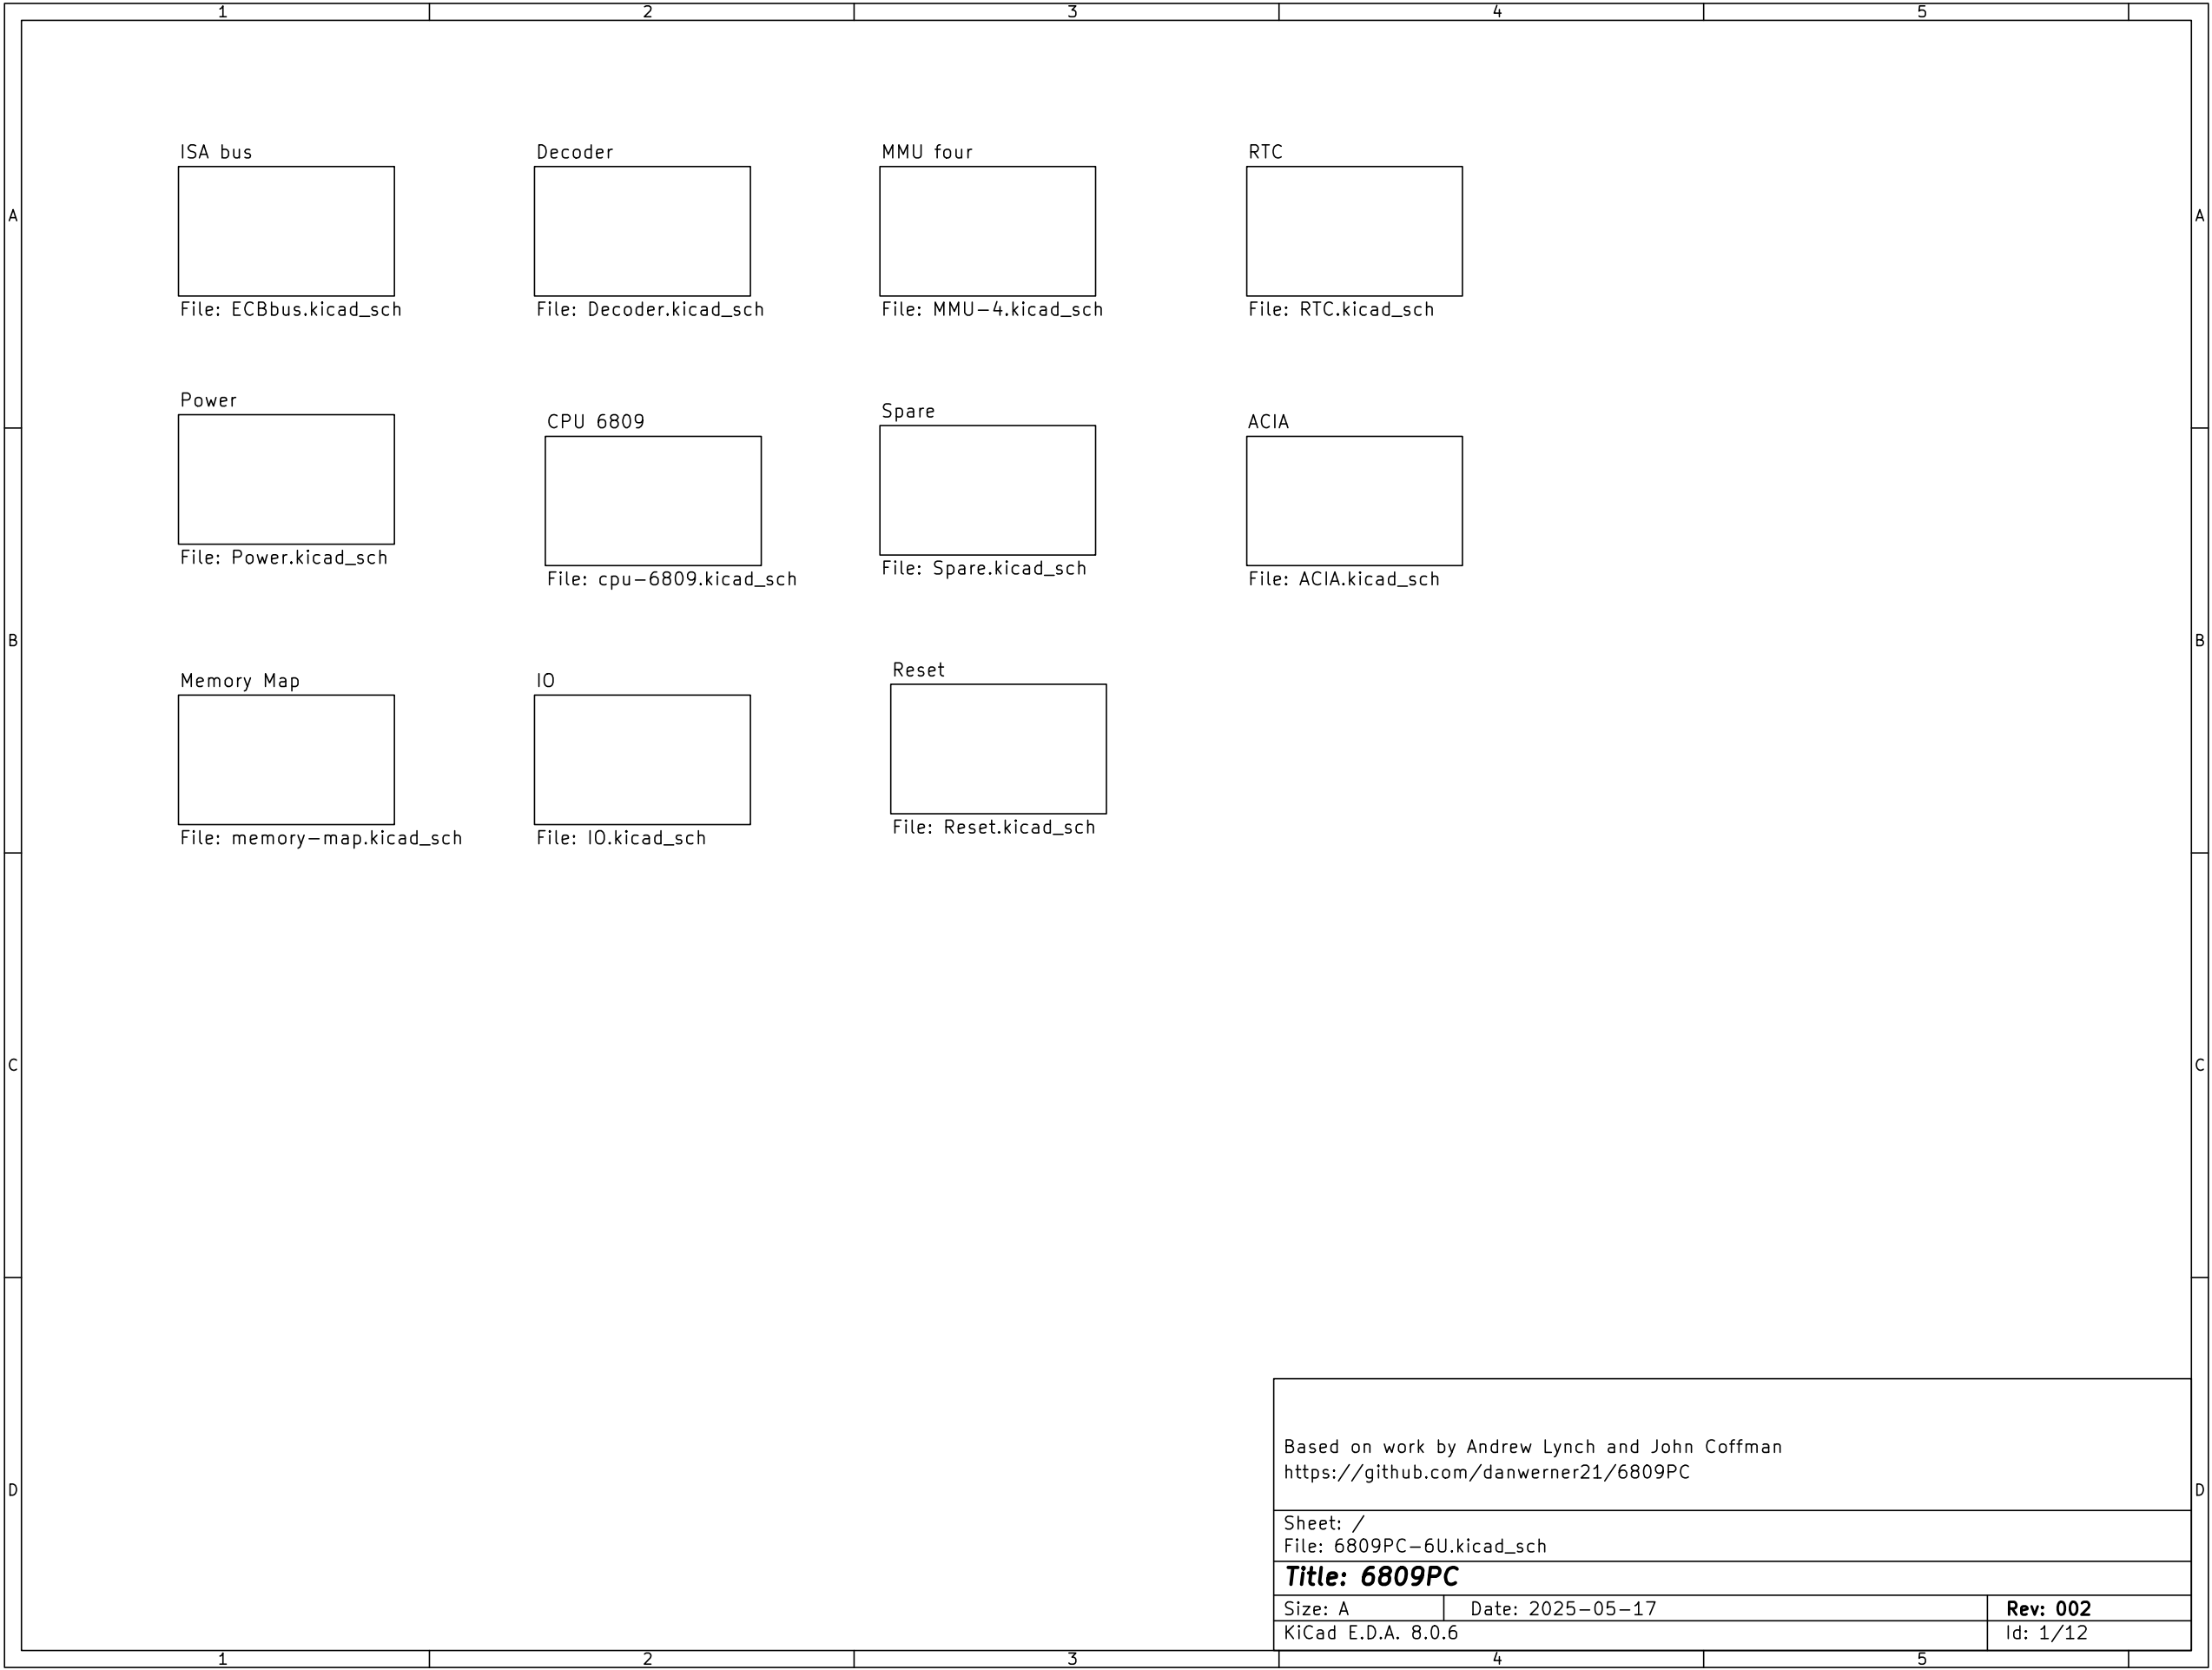 1 2 3 4 5
A A
ISA bus
File: ECBbus.kicad_sch
Decoder
File: Decoder.kicad_sch
MMU four
File: MMU-4.kicad_sch
RTC
File: RTC.kicad_sch
Power
File: Power.kicad_sch
CPU 6809
File: cpu-6809.kicad_sch
Spare
File: Spare.kicad_sch
ACIA
File: ACIA.kicad_sch
B B
Memory Map
File: memory-map.kicad_sch
IO
File: IO.kicad_sch
Reset
File: Reset.kicad_sch
C C
D D
Based on work by Andrew Lynch and John Coffman
https://github.com/danwerner21/6809PC
Sheet: /
File: 6809PC-6U.kicad_sch
Title: 6809PC
Size: A Date: 2025-05-17 Rev: 002
KiCad E.D.A. 8.0.6 Id: 1/12
1 2 3 4 5